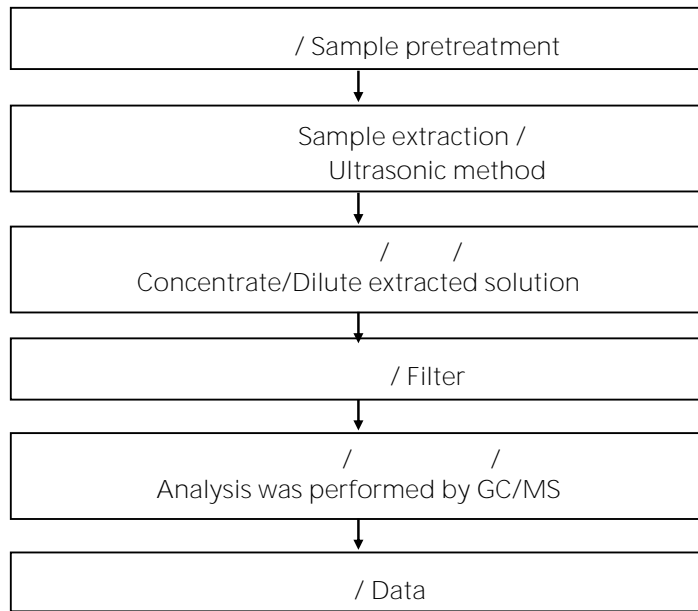 / Sample pretreatment
Sample extraction /
Ultrasonic method
/ /
Concentrate/Dilute extracted solution
/ Filter
/ /
Analysis was performed by GC/MS
/ Data